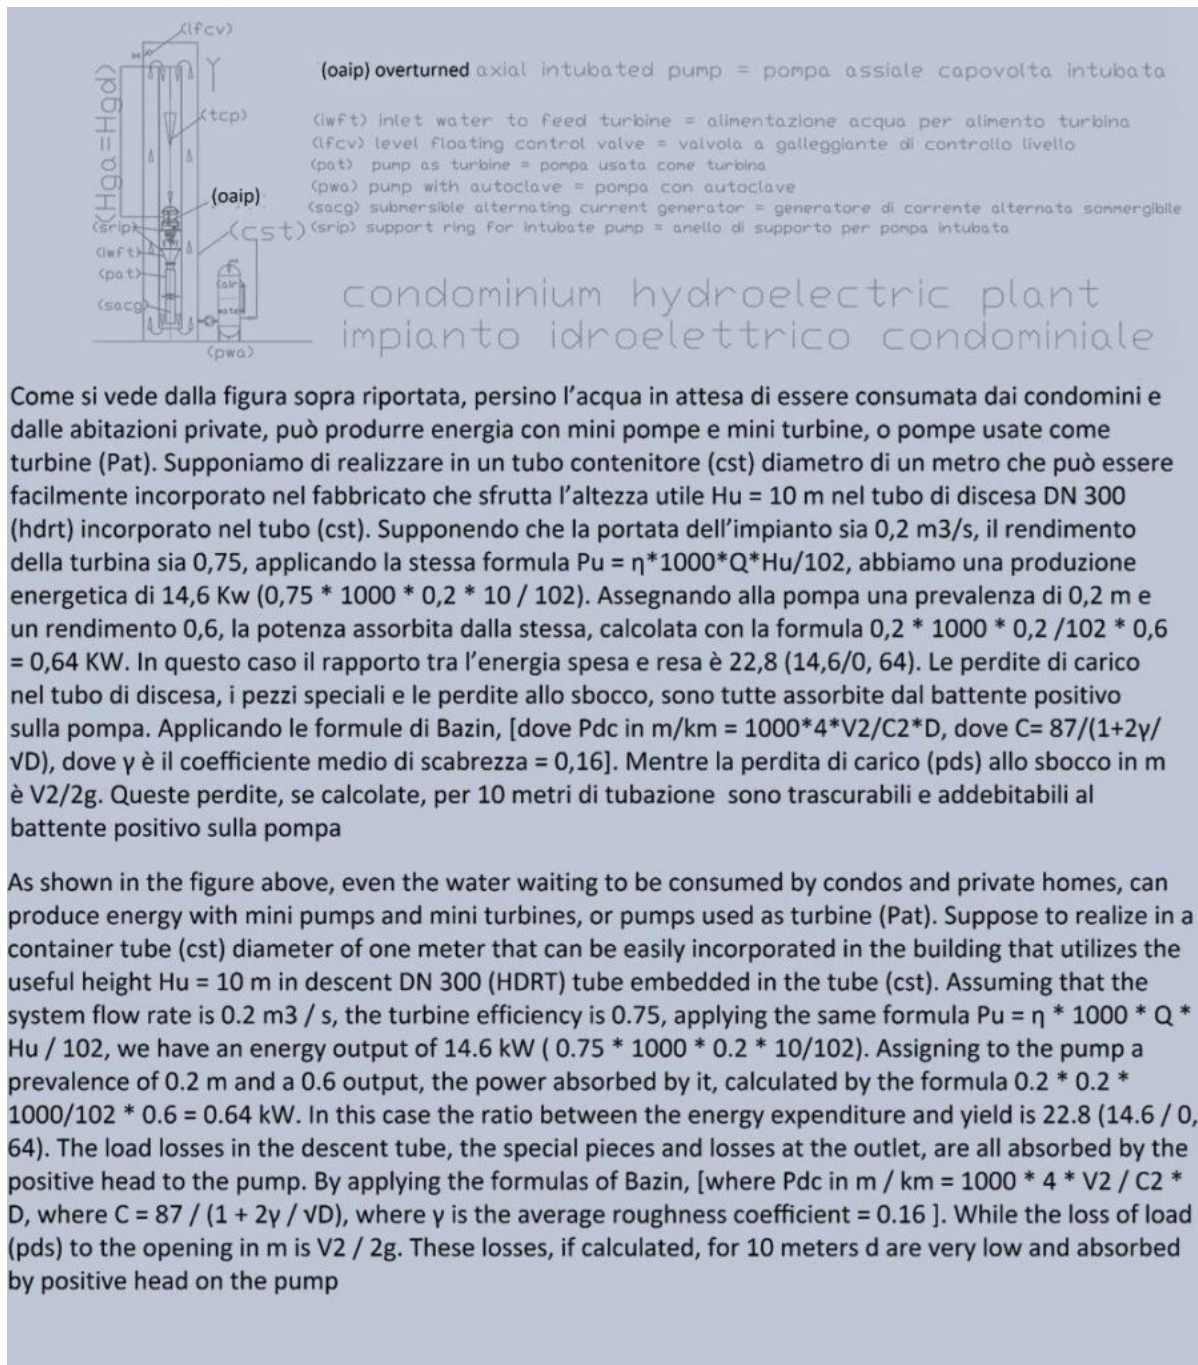 (lfcv)
(Hga=Hgd)
(tcp)
(oaip)
(srip)
(cst)
(iwft)
(pat)
(sacg)
(air)
(pwa)
(oaip) overturned axial intubated pump = pompa assiale capovolta intubata
(iwft) inlet water to feed turbine = alimentazione acqua per alimento turbina
(lfcv) level floating control valve = valvola a galleggiante di controllo livello
(pat) pump as turbine = pompa usata come turbina
(pwa) pump with autoclave = pompa con autoclave
(sacg) submersible alternating current generator = generatore di corrente alternata sommergibile
(srip) support ring for intubate pump = anello di supporto per pompa intubata
condominium hydroelectric plant
impianto idroelettrico condominiale
Come si vede dalla figura sopra riportata, persino l’acqua in attesa di essere consumata dai condomini e
dalle abitazioni private, può produrre energia con mini pompe e mini turbine, o pompe usate come
turbine (Pat). Supponiamo di realizzare in un tubo contenitore (cst) diametro di un metro che può essere
facilmente incorporato nel fabbricato che sfrutta l’altezza utile Hu = 10 m nel tubo di discesa DN 300
(hdrt) incorporato nel tubo (cst). Supponendo che la portata dell’impianto sia 0,2 m3/s, il rendimento
della turbina sia 0,75, applicando la stessa formula Pu = η*1000*Q*Hu/102, abbiamo una produzione
energetica di 14,6 Kw (0,75 * 1000 * 0,2 * 10 / 102). Assegnando alla pompa una prevalenza di 0,2 m e
un rendimento 0,6, la potenza assorbita dalla stessa, calcolata con la formula 0,2 * 1000 * 0,2 /102 * 0,6
= 0,64 KW. In questo caso il rapporto tra l’energia spesa e resa è 22,8 (14,6/0, 64). Le perdite di carico
nel tubo di discesa, i pezzi speciali e le perdite allo sbocco, sono tutte assorbite dal battente positivo
sulla pompa. Applicando le formule di Bazin, [dove Pdc in m/km = 1000*4*V2/C2*D, dove C= 87/(1+2γ/
√D), dove γ è il coefficiente medio di scabrezza = 0,16]. Mentre la perdita di carico (pds) allo sbocco in m
è V2/2g. Queste perdite, se calcolate, per 10 metri di tubazione sono trascurabili e addebitabili al
battente positivo sulla pompa
As shown in the figure above, even the water waiting to be consumed by condos and private homes, can
produce energy with mini pumps and mini turbines, or pumps used as turbine (Pat). Suppose to realize in a
container tube (cst) diameter of one meter that can be easily incorporated in the building that utilizes the
useful height Hu = 10 m in descent DN 300 (HDRT) tube embedded in the tube (cst). Assuming that the
system flow rate is 0.2 m3 / s, the turbine efficiency is 0.75, applying the same formula Pu = η * 1000 * Q *
Hu / 102, we have an energy output of 14.6 kW ( 0.75 * 1000 * 0.2 * 10/102). Assigning to the pump a
prevalence of 0.2 m and a 0.6 output, the power absorbed by it, calculated by the formula 0.2 * 0.2 *
1000/102 * 0.6 = 0.64 kW. In this case the ratio between the energy expenditure and yield is 22.8 (14.6 / 0,
64). The load losses in the descent tube, the special pieces and losses at the outlet, are all absorbed by the
positive head to the pump. By applying the formulas of Bazin, [where Pdc in m / km = 1000 * 4 * V2 / C2 *
D, where C = 87 / (1 + 2γ / √D), where γ is the average roughness coefficient = 0.16 ]. While the loss of load
(pds) to the opening in m is V2 / 2g. These losses, if calculated, for 10 meters d are very low and absorbed
by positive head on the pump